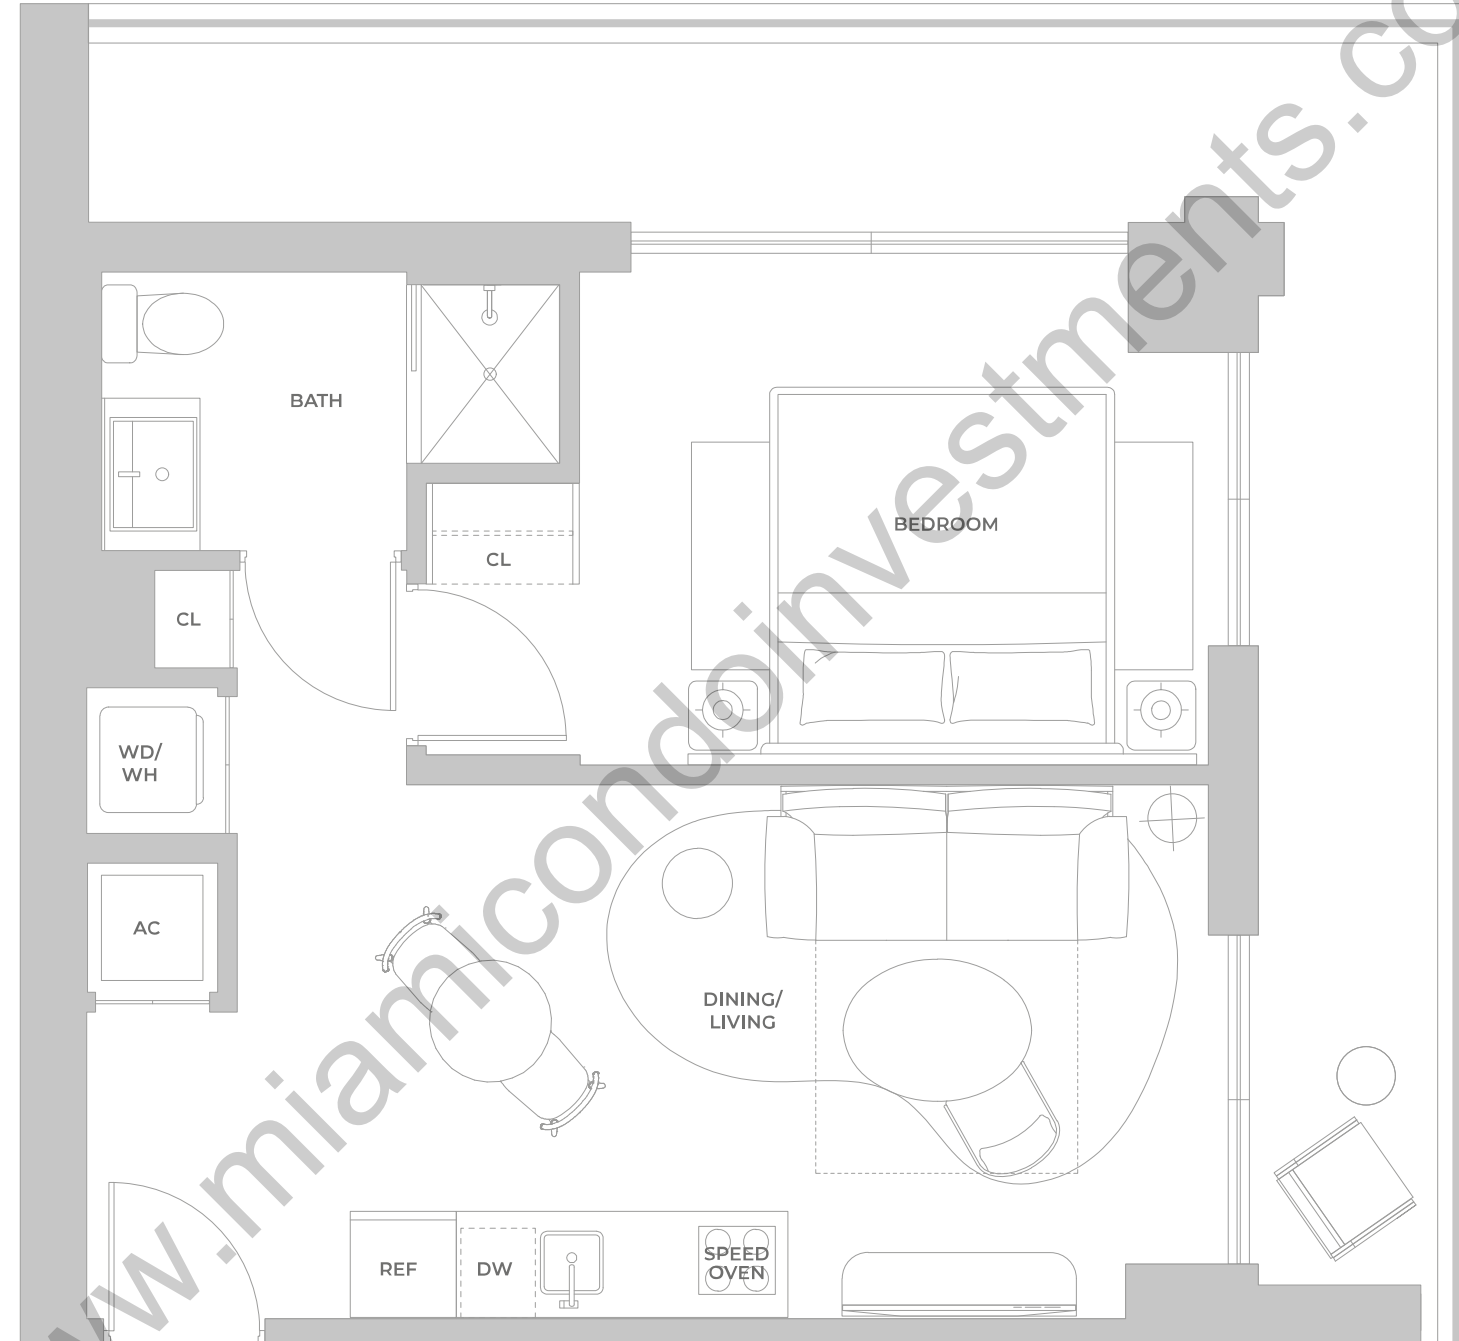 BATH
BEDROOM
CL
CL
WD/
WH
AC
DINING/
LIVING
REF
DW
SPEED
OVEN
www.miamicondoinvestments.co